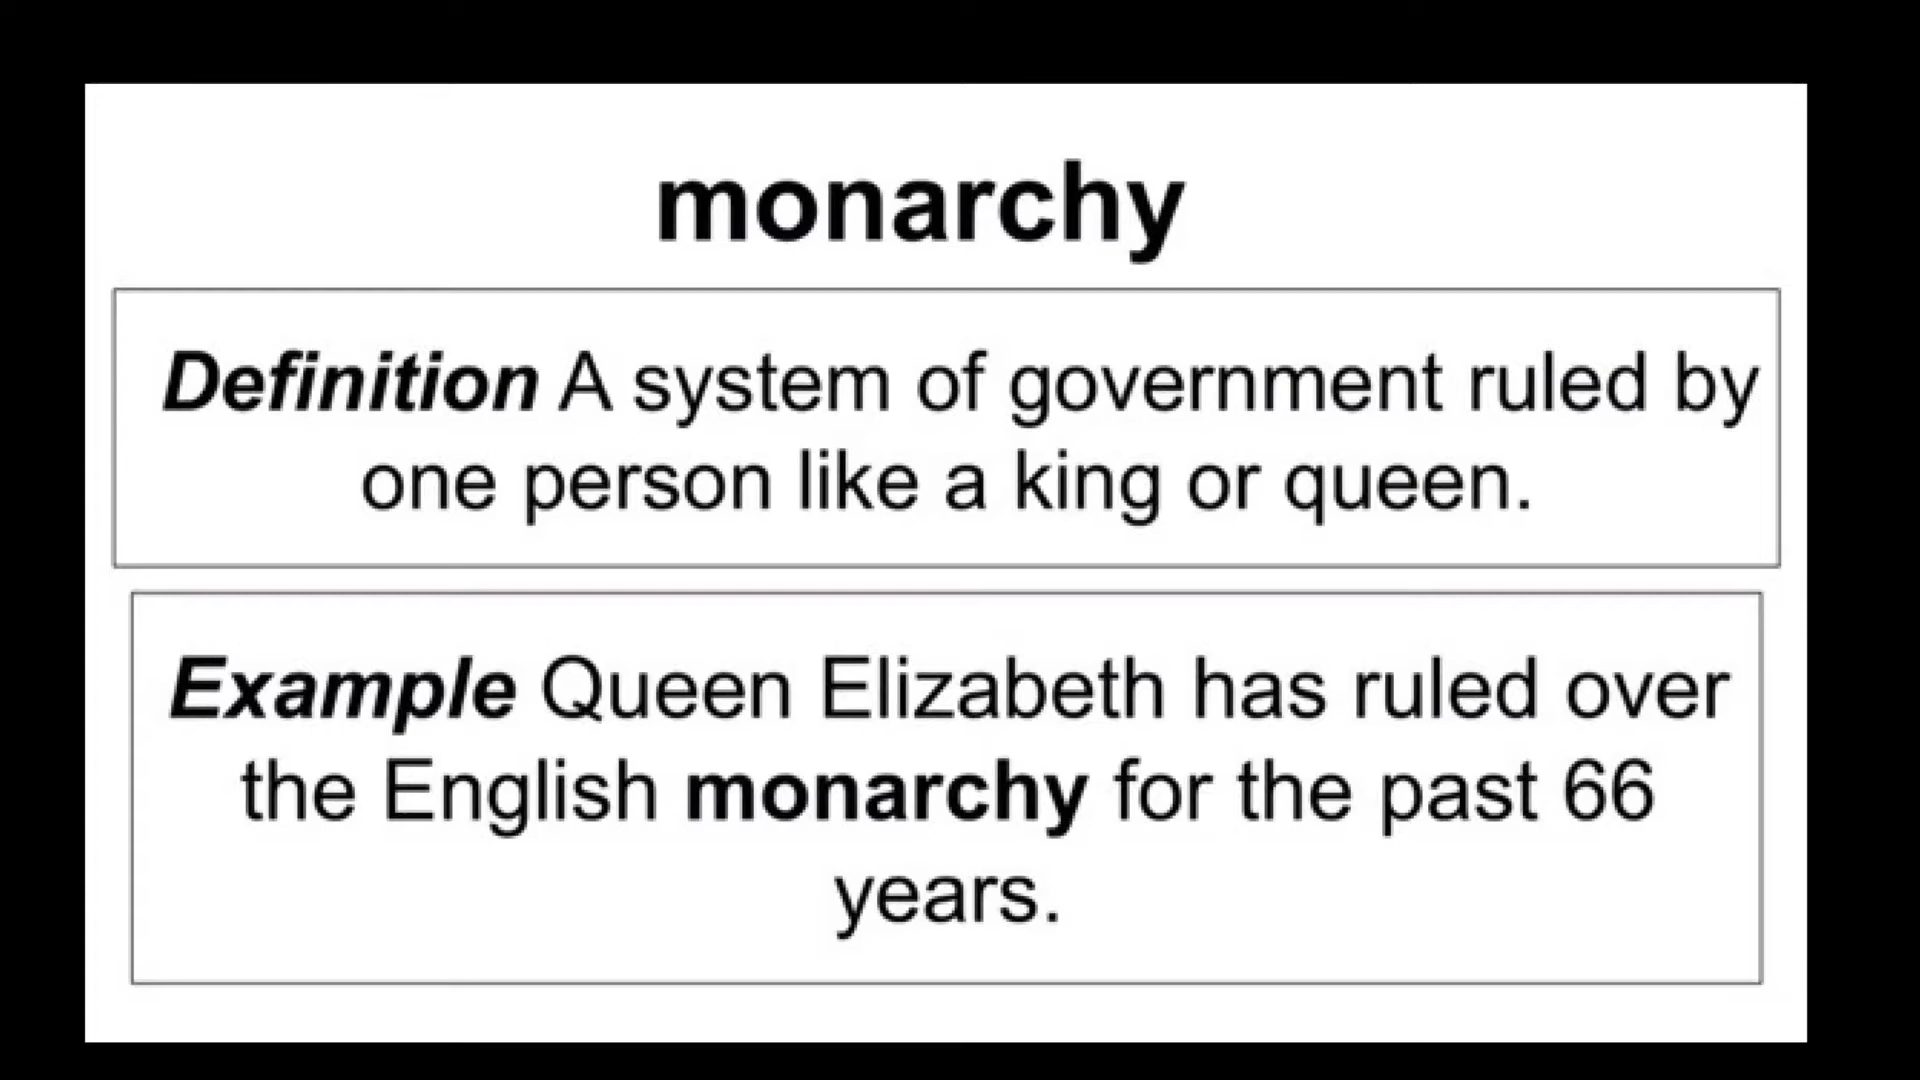 monarchy
Definition A system of government ruled by
one person like a king or queen.
Example Queen Elizabeth has ruled over
the English monarchy for the past 66
years.